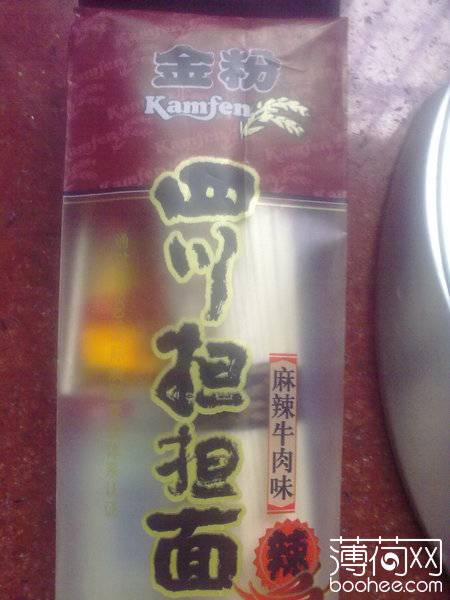 金粉
Kamfen
四川担担面
麻辣牛肉味
辣
薄荷网
boohee.com